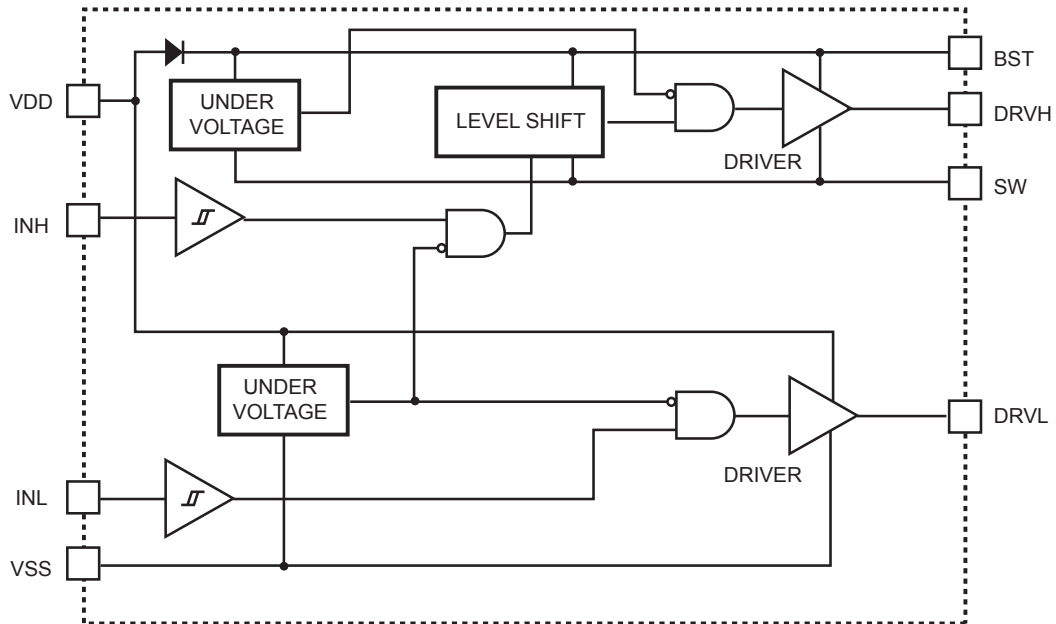 BST
VDD
UNDER
VOLTAGE
LEVEL SHIFT
DRVH
DRIVER
SW
INH
UNDER
VOLTAGE
DRVL
DRIVER
INL
VSS